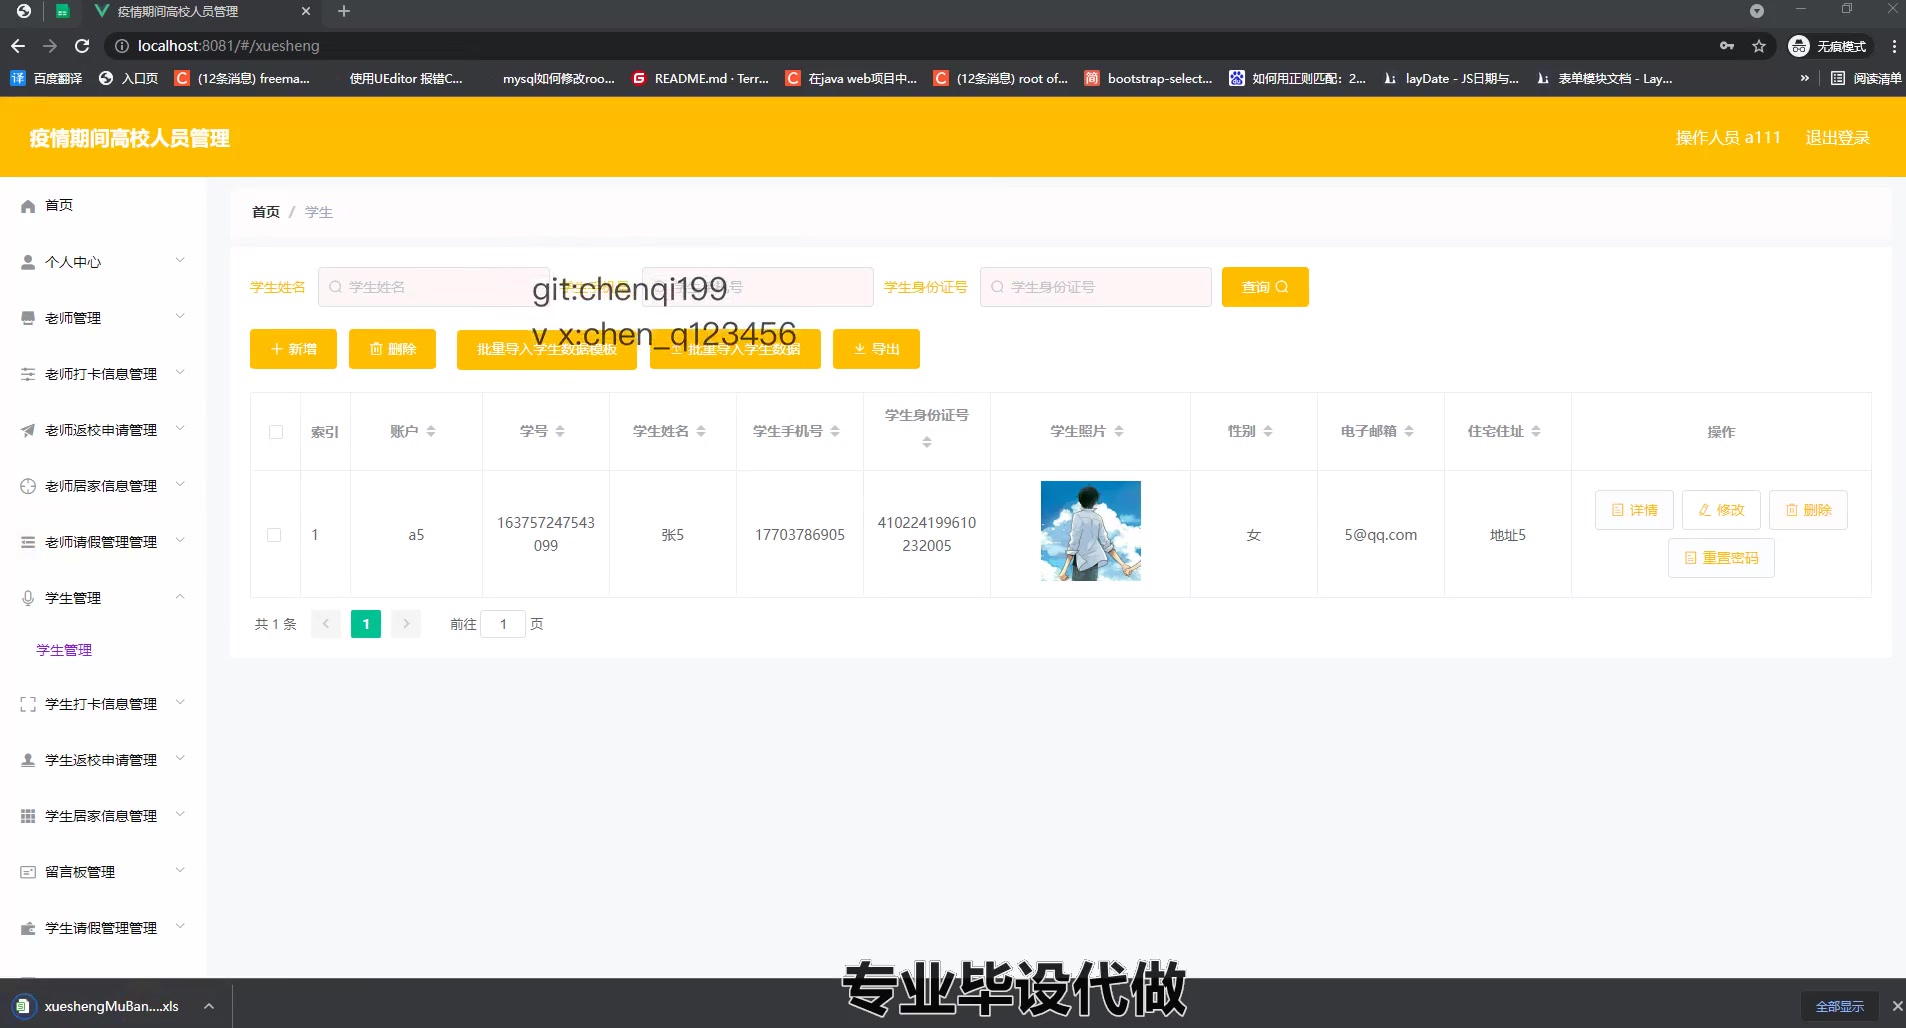 疫情期间高校人员管理
localhost:8081/#/xuesheng
无痕模式
百度翻译
入口页
(12条消息) freema...
使用UEditor 报错C...
mysql如何修改roo...
README.md · Terr...
在java web项目中...
(12条消息) root of...
bootstrap-select...
如何用正则匹配：2...
layDate - JS日期与...
表单模块文档 - Lay...
»
阅读清单
疫情期间高校人员管理
操作人员 a111
退出登录
首页
个人中心
老师管理
老师打卡信息管理
老师返校申请管理
老师居家信息管理
老师请假管理管理
学生管理
学生管理
学生打卡信息管理
学生返校申请管理
学生居家信息管理
留言板管理
学生请假管理管理
首页 / 学生
学生姓名
学生姓名
git:chenqi199
学生身份证号
学生身份证号
查询
v x:chen_q123456
新增
删除
批量导入学生数据模板
批量导入学生数据
导出
索引
账户
学号
学生姓名
学生手机号
学生身份证号
学生照片
性别
电子邮箱
住宅住址
操作
1
a5
163757247543
099
张5
17703786905
410224199610
232005
女
5@qq.com
地址5
详情
修改
删除
重置密码
共 1 条
1
前往 1 页
专业毕设代做
xueshengMuBan....xls
全部显示